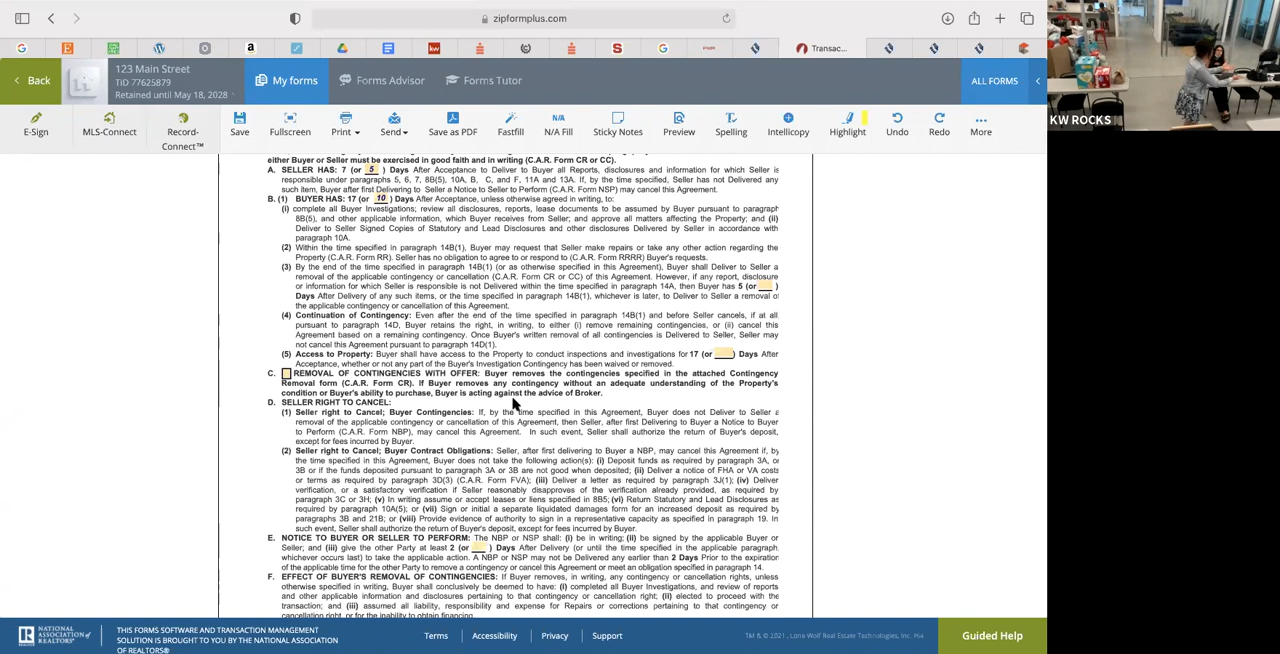 zipformplus.com
Transac...
Back
123 Main Street
TID 77625879
Retained until May 18, 2028
My forms
Forms Advisor
Forms Tutor
ALL FORMS
E-Sign
MLS-Connect
Record-Connect™
Save
Fullscreen
Print
Send
Save as PDF
Fastfill
N/A
N/A Fill
Sticky Notes
Preview
Spelling
Intellicopy
Highlight
Undo
Redo
More
KW ROCKS
either Buyer or Seller must be exercised in good faith and in writing (C.A.R. Form CR or CC).
A. SELLER HAS: 7 (or 5 ) Days After Acceptance to Deliver to Buyer all Reports, disclosures and information for which Seller is
responsible under paragraphs 5, 6, 7, 8B(5), 10A, B, C, and F, 11A and 13A. If, by the time specified, Seller has not Delivered any
such item, Buyer after first Delivering to Seller a Notice to Seller to Perform (C.A.R. Form NSP) may cancel this Agreement.
B. (1) BUYER HAS: 17 (or 10 ) Days After Acceptance, unless otherwise agreed in writing, to:
(i) complete all Buyer Investigations; review all disclosures, reports, lease documents to be assumed by Buyer pursuant to paragraph
8B(5), and other applicable information, which Buyer receives from Seller; and approve all matters affecting the Property; and (ii)
Deliver to Seller Signed Copies of Statutory and Lead Disclosures and other disclosures Delivered by Seller in accordance with
paragraph 10A.
(2) Within the time specified in paragraph 14B(1), Buyer may request that Seller make repairs or take any other action regarding the
Property (C.A.R. Form RR). Seller has no obligation to agree to or respond to (C.A.R. Form RRRR) Buyer's requests.
(3) By the end of the time specified in paragraph 14B(1) (or as otherwise specified in this Agreement), Buyer shall Deliver to Seller a
removal of the applicable contingency or cancellation (C.A.R. Form CR or CC) of this Agreement. However, if any report, disclosure
or information for which Seller is responsible is not Delivered within the time specified in paragraph 14A, then Buyer has 5 (or )
Days After Delivery of any such items, or the time specified in paragraph 14B(1), whichever is later, to Deliver to Seller a removal of
the applicable contingency or cancellation of this Agreement.
(4) Continuation of Contingency: Even after the end of the time specified in paragraph 14B(1) and before Seller cancels, if at all,
pursuant to paragraph 14D, Buyer retains the right, in writing, to either (i) remove remaining contingencies, or (ii) cancel this
Agreement based on a remaining contingency. Once Buyer's written removal of all contingencies is Delivered to Seller, Seller may
not cancel this Agreement pursuant to paragraph 14D(1).
(5) Access to Property: Buyer shall have access to the Property to conduct inspections and investigations for 17 (or ) Days After
Acceptance, whether or not any part of the Buyer's Investigation Contingency has been waived or removed.
C. REMOVAL OF CONTINGENCIES WITH OFFER: Buyer removes the contingencies specified in the attached Contingency
Removal form (C.A.R. Form CR). If Buyer removes any contingency without an adequate understanding of the Property's
condition or Buyer's ability to purchase, Buyer is acting against the advice of Broker.
D. SELLER RIGHT TO CANCEL:
(1) Seller right to Cancel; Buyer Contingencies: If, by the time specified in this Agreement, Buyer does not Deliver to Seller a
removal of the applicable contingency or cancellation of this Agreement, then Seller, after first Delivering to Buyer a Notice to Buyer
to Perform (C.A.R. Form NBP), may cancel this Agreement. In such event, Seller shall authorize the return of Buyer's deposit,
except for fees incurred by Buyer.
(2) Seller right to Cancel; Buyer Contract Obligations: Seller, after first delivering to Buyer a NBP, may cancel this Agreement if, by
the time specified in this Agreement, Buyer does not take the following action(s): (i) Deposit funds as required by paragraph 3A, or
3B or if the funds deposited pursuant to paragraph 3A or 3B are not good when deposited; (ii) Deliver a notice of FHA or VA costs
or terms as required by paragraph 3D(3) (C.A.R. Form FVA); (iii) Deliver a letter as required by paragraph 3J(1); (iv) Deliver
verification, or a satisfactory verification if Seller reasonably disapproves of the verification already provided, as required by
paragraph 3C or 3H; (v) In writing assume or accept leases or liens specified in 8B5; (vi) Return Statutory and Lead Disclosures as
required by paragraph 10A(5); or (vii) Sign or initial a separate liquidated damages form for an increased deposit as required by
paragraphs 3B and 21B; or (viii) Provide evidence of authority to sign in a representative capacity as specified in paragraph 19. In
such event, Seller shall authorize the return of Buyer's deposit, except for fees incurred by Buyer.
E. NOTICE TO BUYER OR SELLER TO PERFORM: The NBP or NSP shall: (i) be in writing; (ii) be signed by the applicable Buyer or
Seller; and (iii) give the other Party at least 2 (or ) Days After Delivery (or until the time specified in the applicable paragraph,
whichever occurs last) to take the applicable action. A NBP or NSP may not be Delivered any earlier than 2 Days Prior to the expiration
of the applicable time for the other Party to remove a contingency or cancel this Agreement or meet an obligation specified in paragraph 14.
F. EFFECT OF BUYER'S REMOVAL OF CONTINGENCIES: If Buyer removes, in writing, any contingency or cancellation rights, unless
otherwise specified in writing, Buyer shall conclusively be deemed to have: (i) completed all Buyer Investigations, and review of reports
and other applicable information and disclosures pertaining to that contingency or cancellation right; (ii) elected to proceed with the
transaction; and (iii) assumed all liability, responsibility and expense for Repairs or corrections pertaining to that contingency or
cancellation right, or for the inability to obtain financing.
NATIONAL ASSOCIATION of REALTORS®
THIS FORMS SOFTWARE AND TRANSACTION MANAGEMENT
SOLUTION IS BROUGHT TO YOU BY THE NATIONAL ASSOCIATION
OF REALTORS®
Terms
Accessibility
Privacy
Support
TM & © 2021, Lone Wolf Real Estate Technologies, Inc.
Guided Help